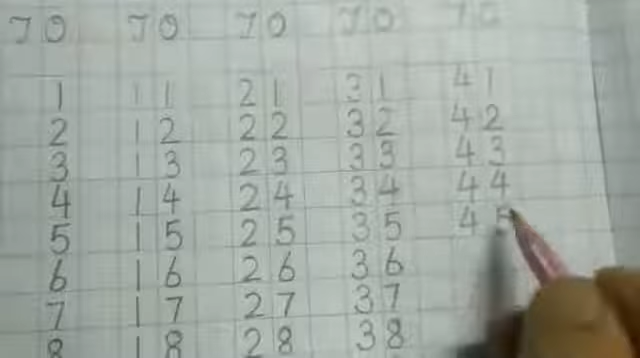 TO TO TO TO TO
1 11 21 31 41
2 12 22 32 42
3 13 23 33 43
4 14 24 34 44
5 15 25 35 45
6 16 26 36
7 17 27 37
8 18 28 38